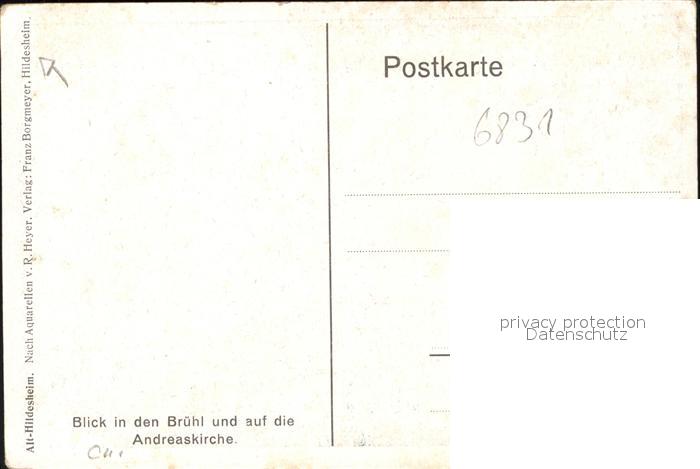 Alt-Hildesheim. Nach Aquarellen v. R. Heyer. Verlag: Franz Borgmeyer, Hildesheim.
Postkarte
6831
privacy protection
Datenschutz
Blick in den Brühl und auf die
Andreaskirche.